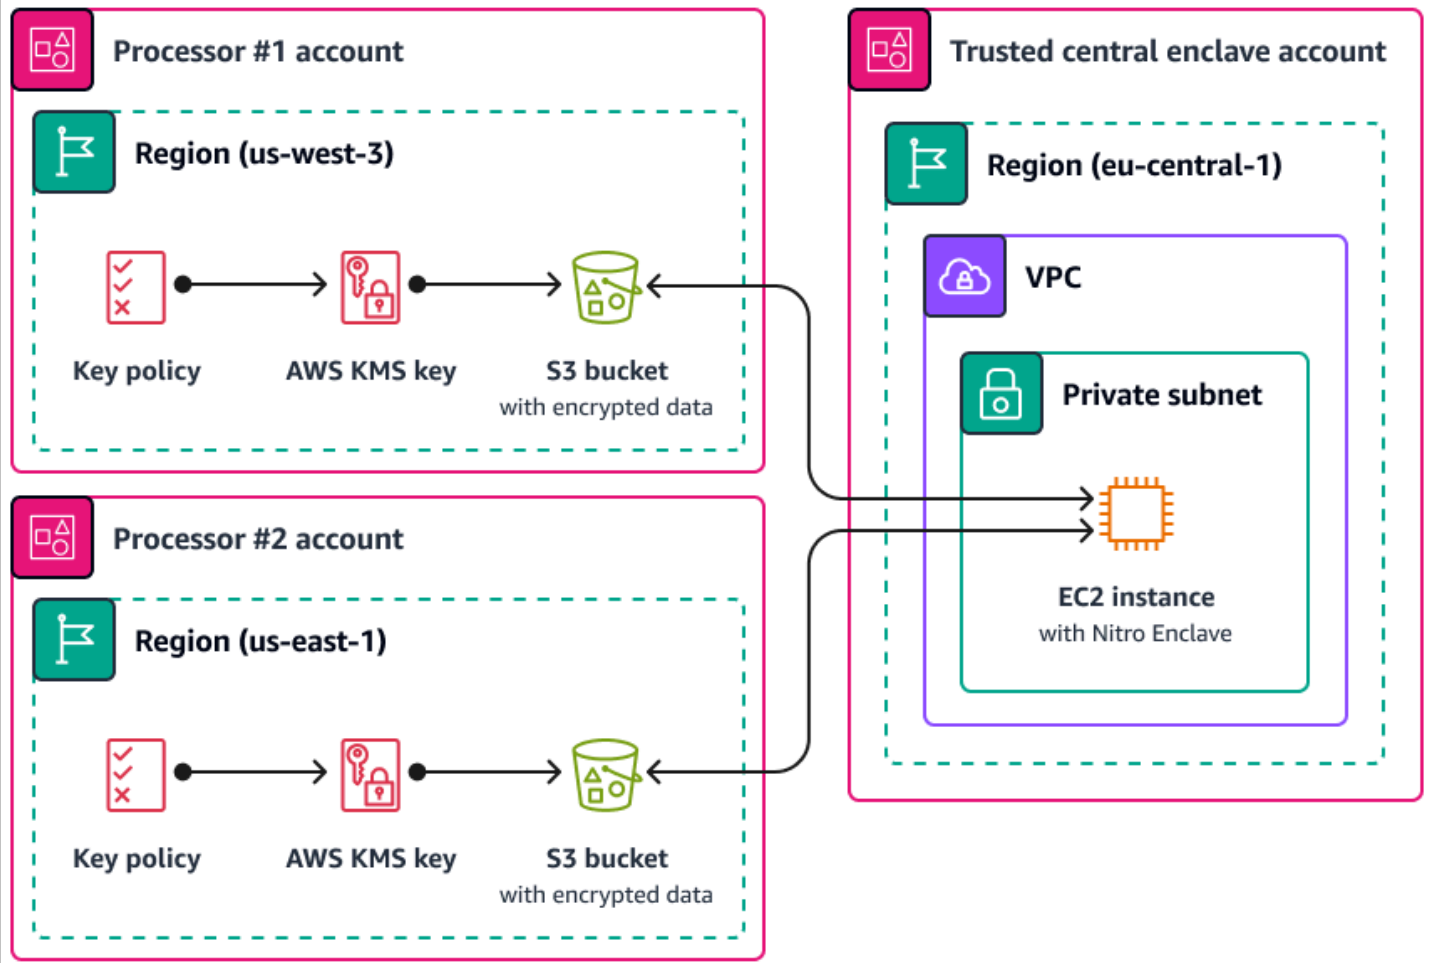 Processor #1 account
Region (us-west-3)
Key policy
AWS KMS key
S3 bucket
with encrypted data
Processor #2 account
Region (us-east-1)
Key policy
AWS KMS key
S3 bucket
with encrypted data
Trusted central enclave account
Region (eu-central-1)
VPC
Private subnet
EC2 instance
with Nitro Enclave